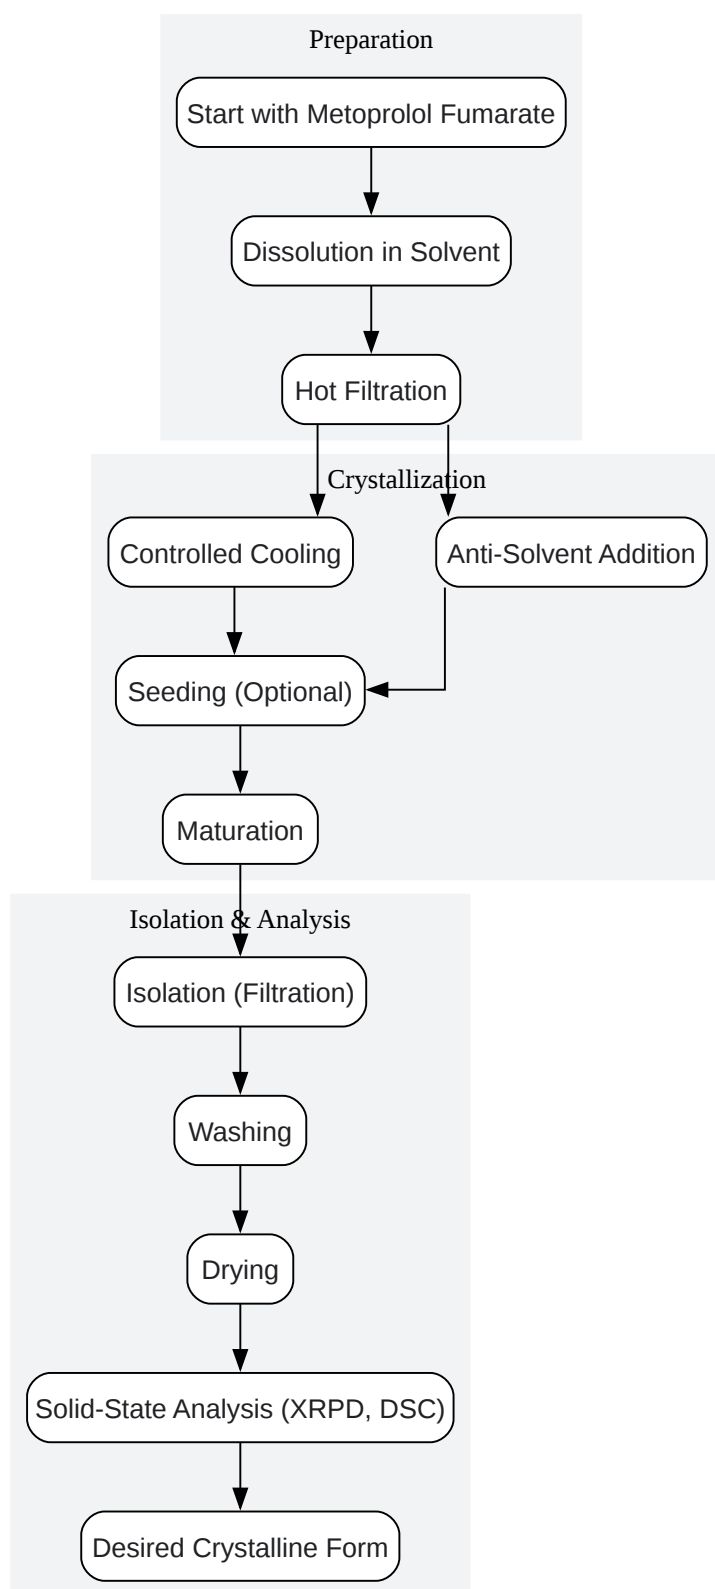 Preparation
Start with Metoprolol Fumarate
Dissolution in Solvent
Hot Filtration
Crystallization
Controlled Cooling
Anti-Solvent Addition
Seeding (Optional)
Maturation
Isolation & Analysis
Isolation (Filtration)
Washing
Drying
Solid-State Analysis (XRPD, DSC)
Desired Crystalline Form